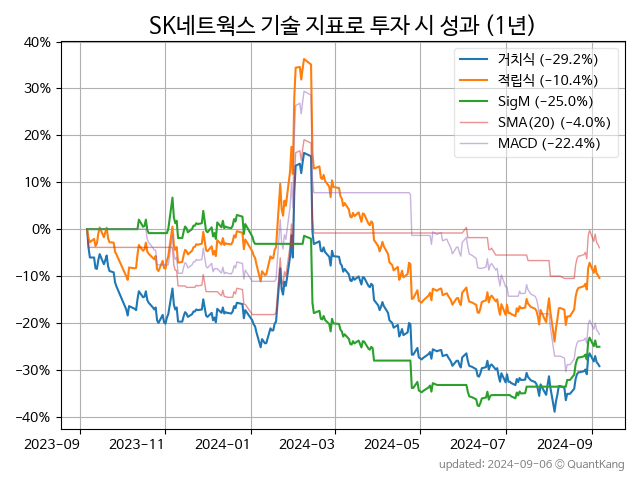 SK네트웍스 기술 지표로 투자 시 성과 (1년)
40%
30%
20%
10%
0%
−10%
−20%
−30%
−40%
거치식 (−29.2%)
적립식 (−10.4%)
SigM (−25.0%)
SMA(20) (−4.0%)
MACD (−22.4%)
2023-09
2023-11
2024-01
2024-03
2024-05
2024-07
2024-09
updated: 2024-09-06 © QuantKang